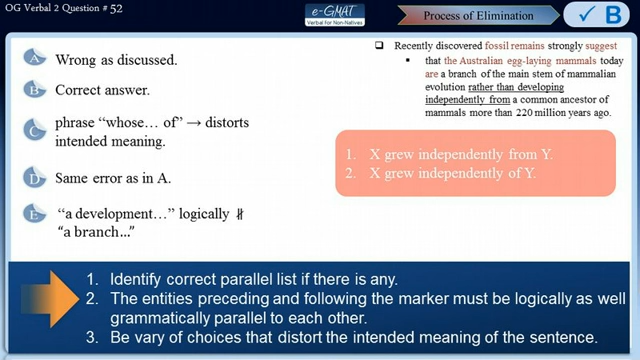 OG Verbal 2 Question # 52
e-GMAT
Verbal for Non-Natives
Process of Elimination
✓ B
A Wrong as discussed.
B Correct answer.
C phrase “whose… of” → distorts
intended meaning.
D Same error as in A.
E “a development…” logically ∦
“a branch…”
❑ Recently discovered fossil remains strongly suggest
▪ that the Australian egg-laying mammals today
are a branch of the main stem of mammalian
evolution rather than developing
independently from a common ancestor of
mammals more than 220 million years ago.
1. X grew independently from Y.
2. X grew independently of Y.
1. Identify correct parallel list if there is any.
2. The entities preceding and following the marker must be logically as well
grammatically parallel to each other.
3. Be vary of choices that distort the intended meaning of the sentence.